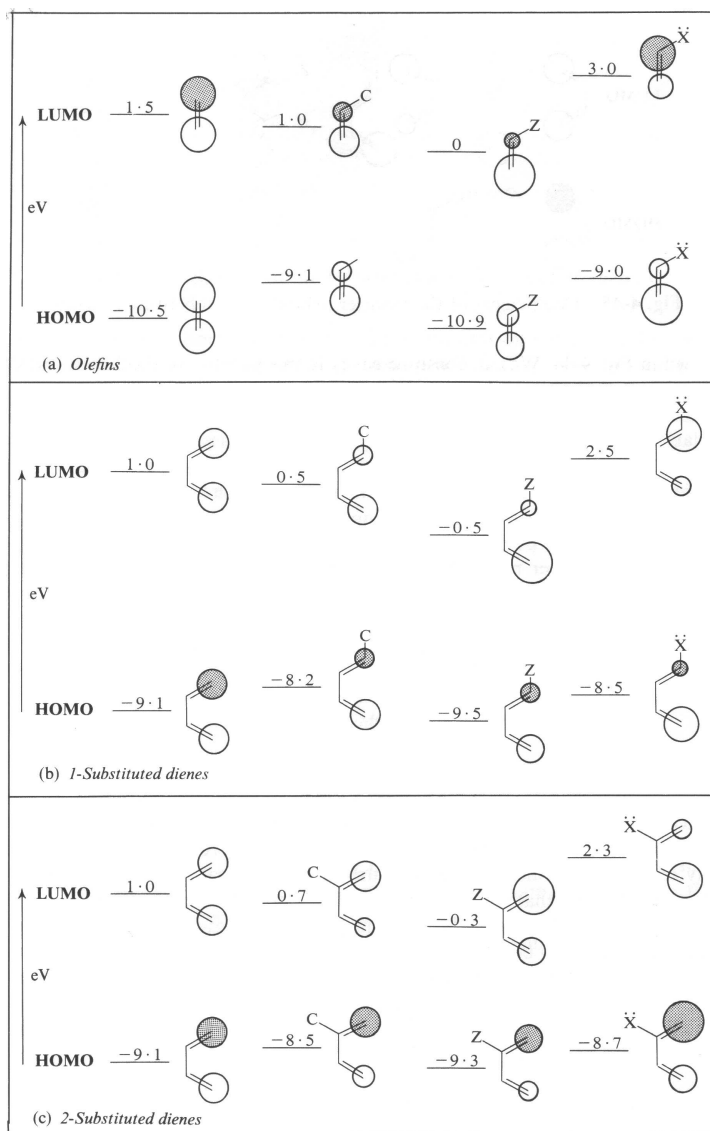 Ẍ
3·0
C
LUMO 1·5
1·0
Z
0
eV
Ẍ
Z
−9·1
−9·0
HOMO −10·5
−10·9
(a) Olefins
Ẍ
C
2·5
LUMO 1·0
0·5
Z
−0·5
eV
C
Z
Ẍ
−8·2
−8·5
HOMO −9·1
−9·5
(b) 1-Substituted dienes
Ẍ
2·3
C
LUMO 1·0
0·7
Z
−0·3
eV
C
Z
Ẍ
−8·5
−8·7
HOMO −9·1
−9·3
(c) 2-Substituted dienes